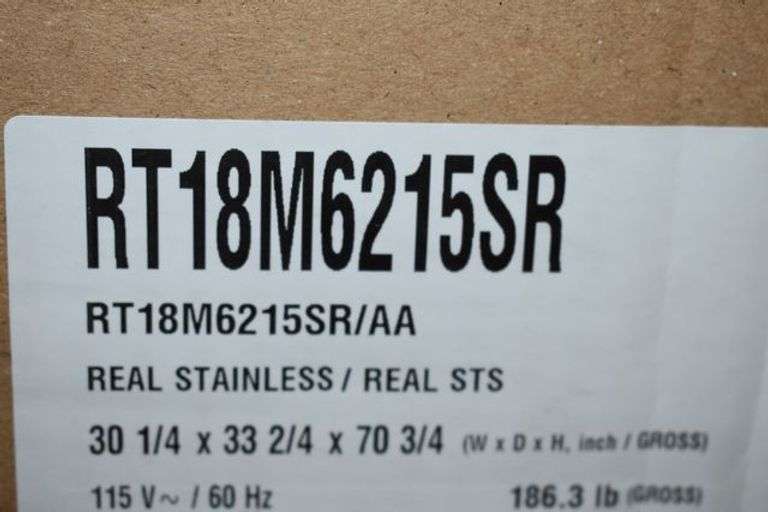 RT18M6215SR
RT18M6215SR/AA
REAL STAINLESS / REAL STS
30 1/4 x 33 2/4 x 70 3/4 (W x D x H, inch / GROSS)
115 V~ / 60 Hz 186.3 lb (GROSS)